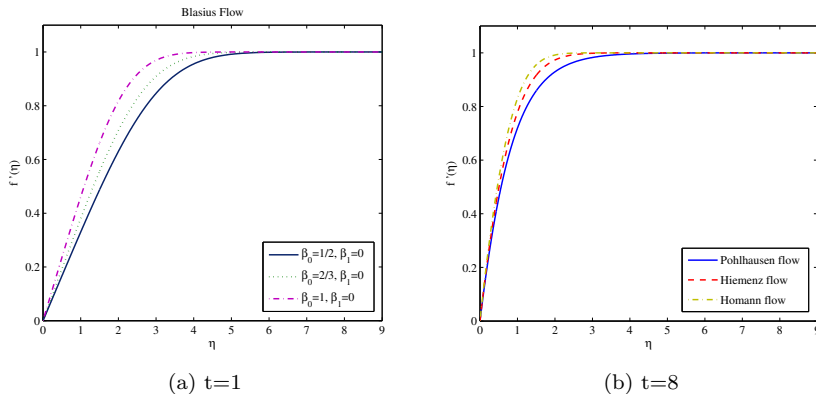 Blasius Flow
1
0.8
0.6
0.4
0.2
0
f '(η)
0 1 2 3 4 5 6 7 8 9
η
β₀=1/2, β₁=0
β₀=2/3, β₁=0
β₀=1, β₁=0
(a) t=1
1
0.8
0.6
0.4
0.2
0
f '(η)
0 1 2 3 4 5 6 7 8 9
η
Pohlhausen flow
Hiemenz flow
Homann flow
(b) t=8